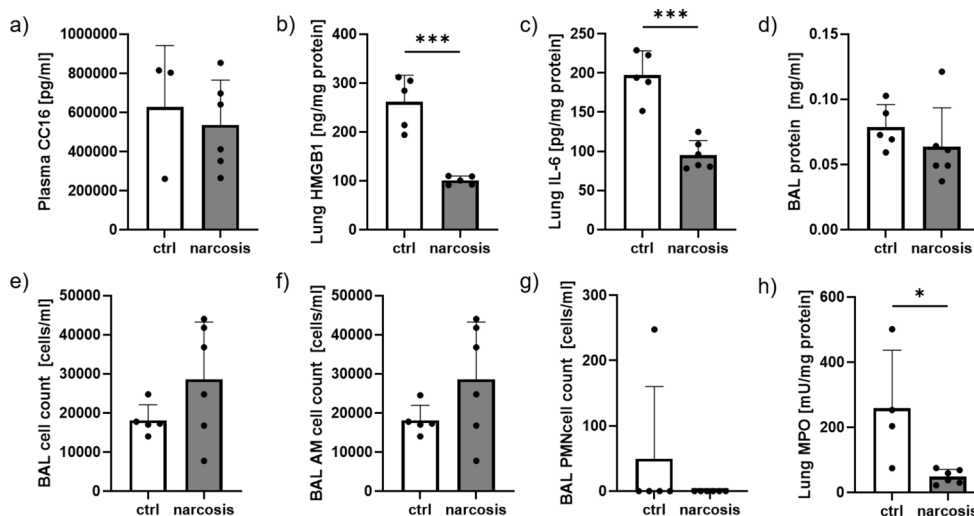 a)
Plasma CC16 [pg/ml]
1000000
800000
600000
400000
200000
0
ctrl narcosis
b)
Lung HMGB1 [ng/mg protein]
***
400
300
200
100
0
ctrl narcosis
c)
Lung IL-6 [pg/mg protein]
***
250
200
150
100
50
0
ctrl narcosis
d)
BAL protein [mg/ml]
0.15
0.10
0.05
0.00
ctrl narcosis
e)
BAL cell count [cells/ml]
50000
40000
30000
20000
10000
0
ctrl narcosis
f)
BAL AM cell count [cells/ml]
50000
40000
30000
20000
10000
0
ctrl narcosis
g)
BAL PMNcell count [cells/ml]
300
200
100
0
ctrl narcosis
h)
Lung MPO [mU/mg protein]
*
600
400
200
0
ctrl narcosis